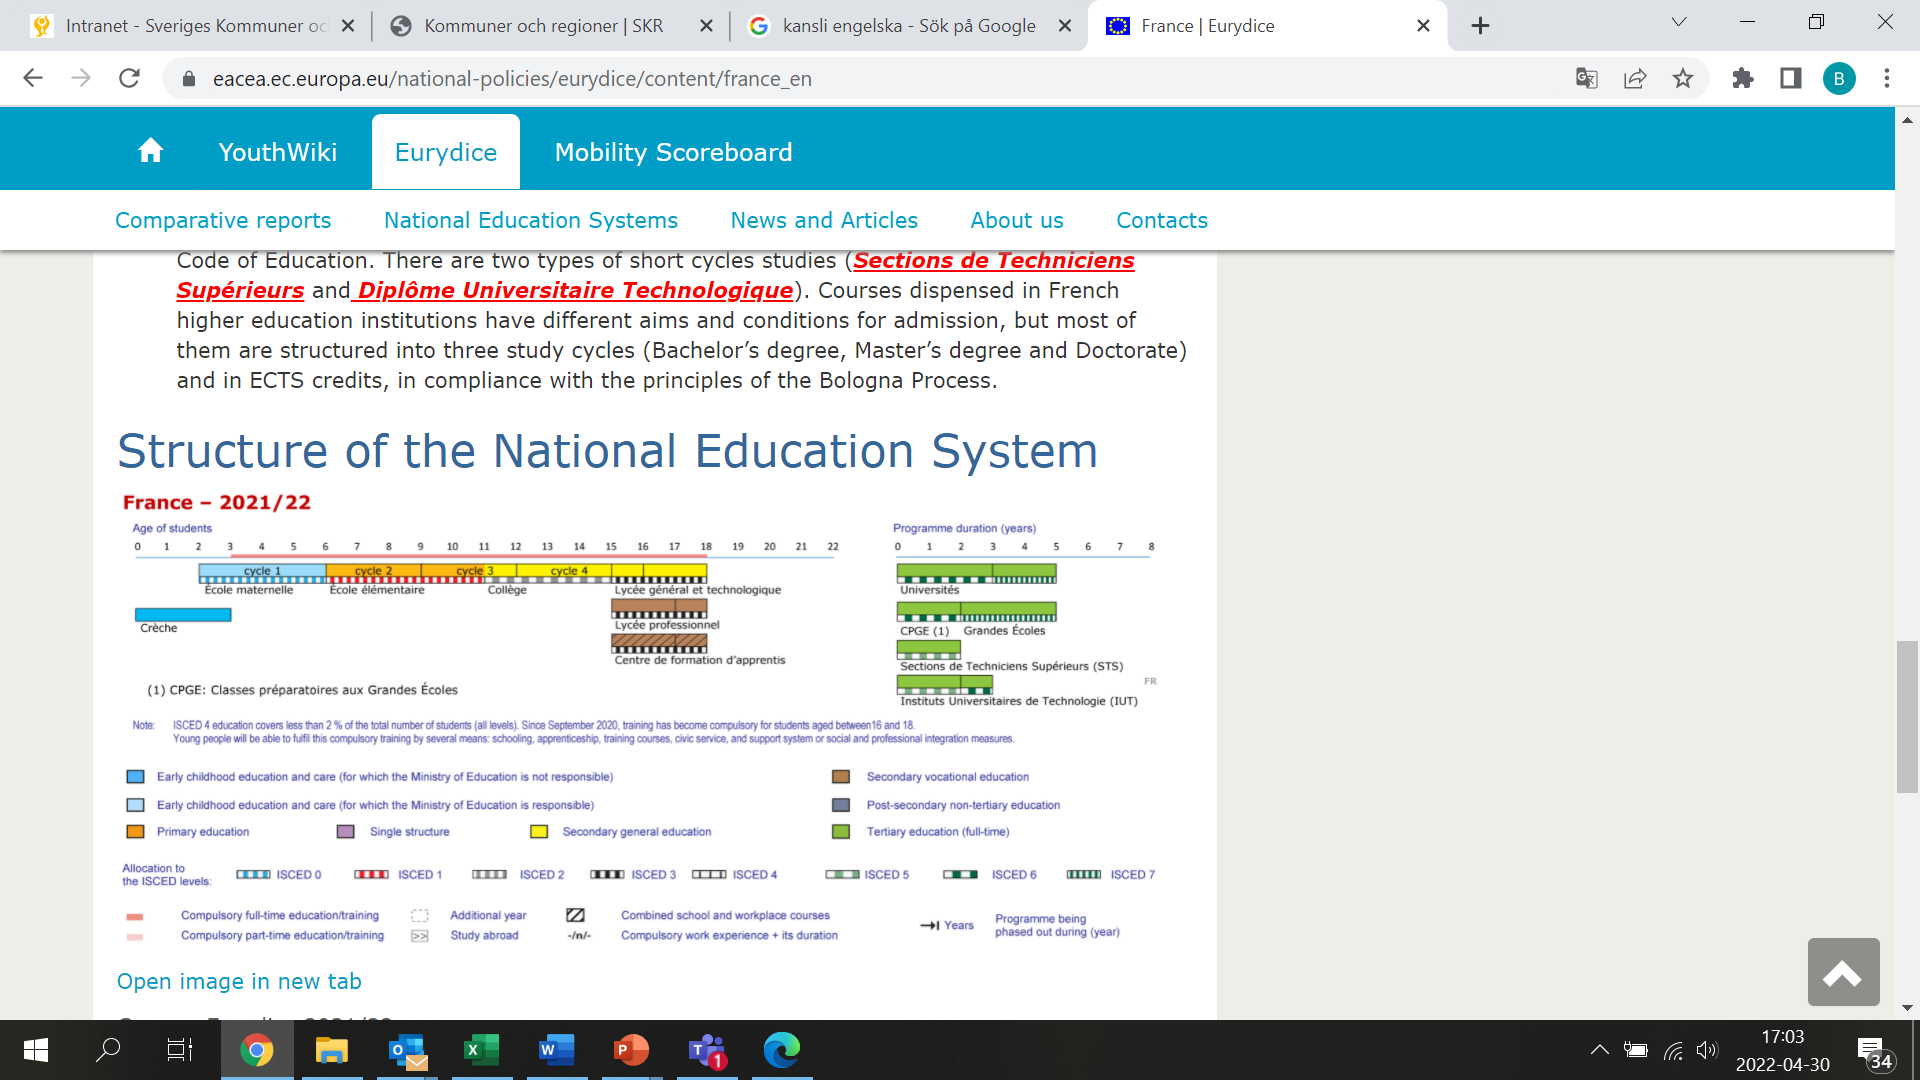 Intranet - Sveriges Kommuner oc
Kommuner och regioner | SKR
kansli engelska - Sök på Google
France | Eurydice
eacea.ec.europa.eu/national-policies/eurydice/content/france_en
B
YouthWiki
Eurydice
Mobility Scoreboard
Comparative reports
National Education Systems
News and Articles
About us
Contacts
Code of Education. There are two types of short cycles studies (Sections de Techniciens
Supérieurs and Diplôme Universitaire Technologique). Courses dispensed in French
higher education institutions have different aims and conditions for admission, but most of
them are structured into three study cycles (Bachelor's degree, Master's degree and Doctorate)
and in ECTS credits, in compliance with the principles of the Bologna Process.
Structure of the National Education System
France – 2021/22
Age of students
Programme duration (years)
0 1 2 3 4 5 6 7 8 9 10 11 12 13 14 15 16 17 18 19 20 21 22
0 1 2 3 4 5 6 7 8
cycle 1
cycle 2
cycle 3
cycle 4
École maternelle
École élémentaire
Collège
Lycée général et technologique
Universités
Crèche
Lycée professionnel
CPGE (1)
Grandes Écoles
Centre de formation d'apprentis
Sections de Techniciens Supérieurs (STS)
FR
(1) CPGE: Classes préparatoires aux Grandes Écoles
Instituts Universitaires de Technologie (IUT)
Note: ISCED 4 education covers less than 2 % of the total number of students (all levels). Since September 2020, training has become compulsory for students aged between16 and 18.
Young people will be able to fulfil this compulsory training by several means: schooling, apprenticeship, training courses, civic service, and support system or social and professional integration measures.
Early childhood education and care (for which the Ministry of Education is not responsible)
Secondary vocational education
Early childhood education and care (for which the Ministry of Education is responsible)
Post-secondary non-tertiary education
Primary education
Single structure
Secondary general education
Tertiary education (full-time)
Allocation to
the ISCED levels:
ISCED 0
ISCED 1
ISCED 2
ISCED 3
ISCED 4
ISCED 5
ISCED 6
ISCED 7
Compulsory full-time education/training
Additional year
Combined school and workplace courses
Years
Programme being
phased out during (year)
Compulsory part-time education/training
>>
Study abroad
-/n/-
Compulsory work experience + its duration
Open image in new tab
17:03
2022-04-30
1
34